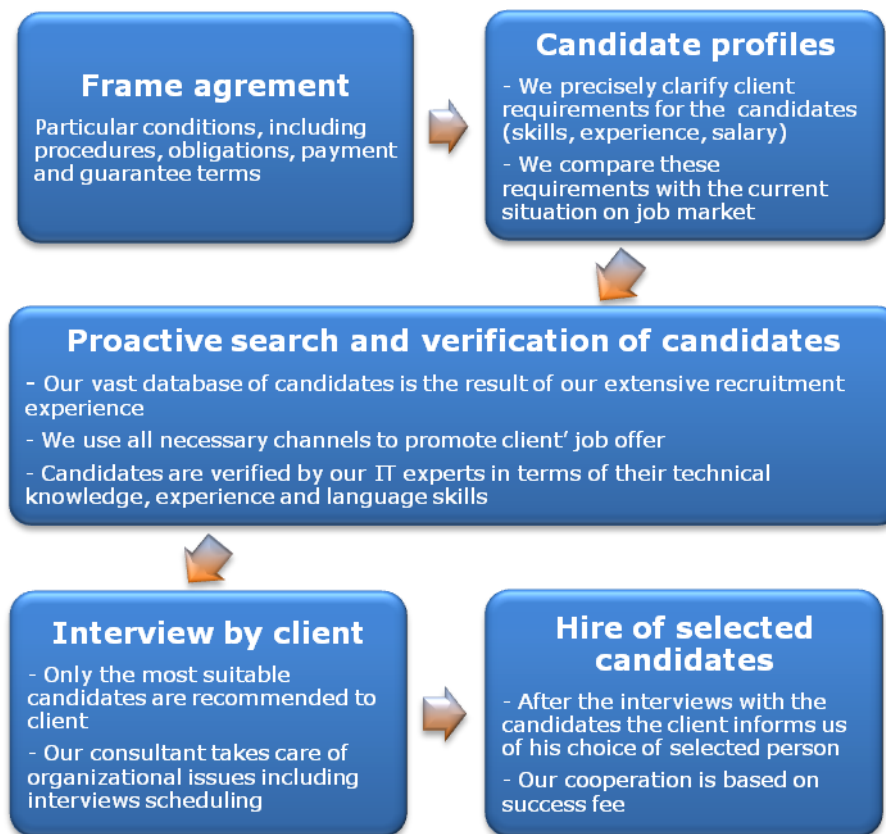 Frame agrement
Particular conditions, including
procedures, obligations, payment
and guarantee terms
Candidate profiles
- We precisely clarify client
requirements for the candidates
(skills, experience, salary)
- We compare these
requirements with the current
situation on job market
Proactive search and verification of candidates
- Our vast database of candidates is the result of our extensive recruitment
experience
- We use all necessary channels to promote client' job offer
- Candidates are verified by our IT experts in terms of their technical
knowledge, experience and language skills
Interview by client
- Only the most suitable
candidates are recommended to
client
- Our consultant takes care of
organizational issues including
interviews scheduling
Hire of selected
candidates
- After the interviews with the
candidates the client informs us
of his choice of selected person
- Our cooperation is based on
success fee